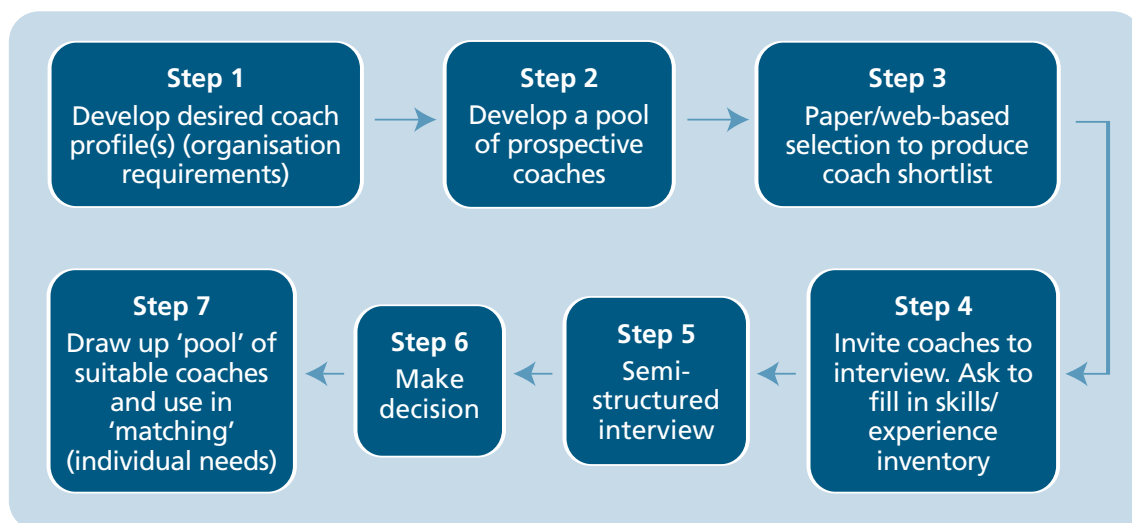 Step 1
Develop desired coach
profile(s) (organisation
requirements)
Step 2
Develop a pool
of prospective
coaches
Step 3
Paper/web-based
selection to produce
coach shortlist
Step 4
Invite coaches to
interview. Ask to
fill in skills/
experience
inventory
Step 5
Semi-
structured
interview
Step 6
Make
decision
Step 7
Draw up ‘pool’ of
suitable coaches
and use in
‘matching’
(individual needs)